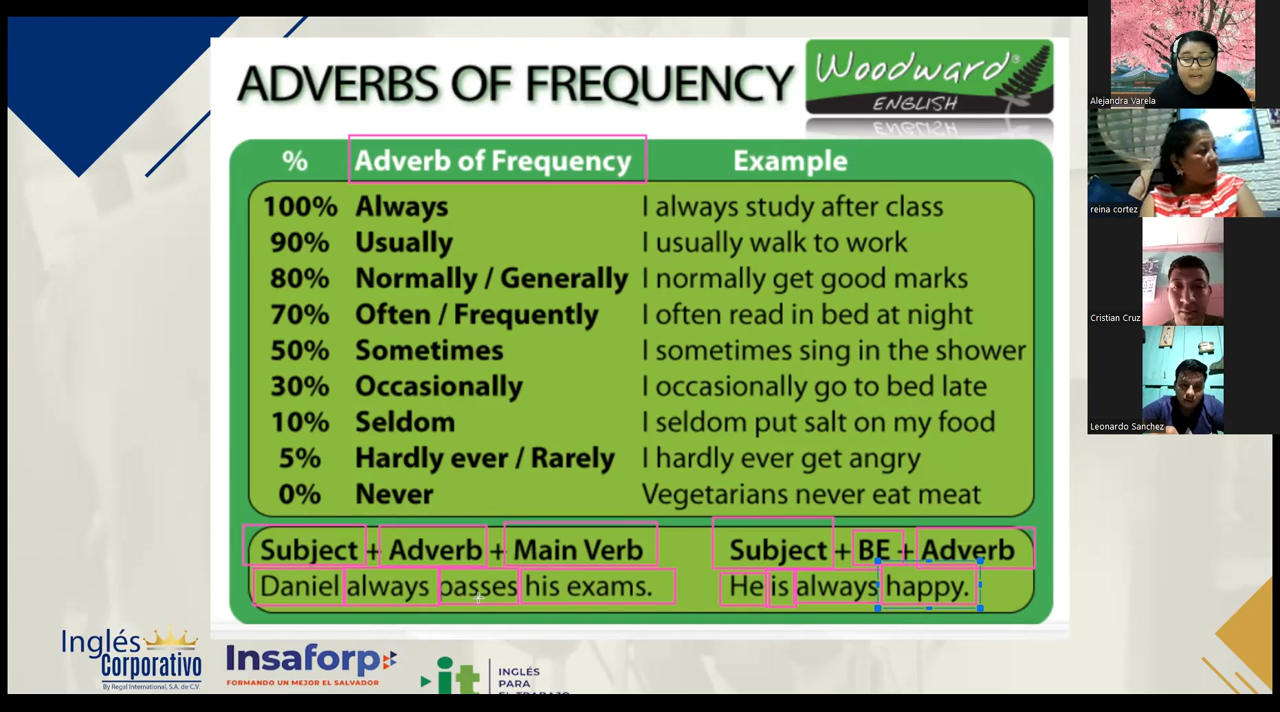 ADVERBS OF FREQUENCY
Woodward®
ENGLISH
% Adverb of Frequency Example
100% Always I always study after class
90% Usually I usually walk to work
80% Normally / Generally I normally get good marks
70% Often / Frequently I often read in bed at night
50% Sometimes I sometimes sing in the shower
30% Occasionally I occasionally go to bed late
10% Seldom I seldom put salt on my food
5% Hardly ever / Rarely I hardly ever get angry
0% Never Vegetarians never eat meat
Subject + Adverb + Main Verb Subject + BE + Adverb
Daniel always passes his exams. He is always happy.
Inglés
Corporativo
By Regal International, S.A. de C.V.
Insaforp
FORMANDO UN MEJOR EL SALVADOR
it
INGLÉS
PARA
EL TRABAJO
Alejandra Varela
reina cortez
Cristian Cruz
Leonardo Sanchez